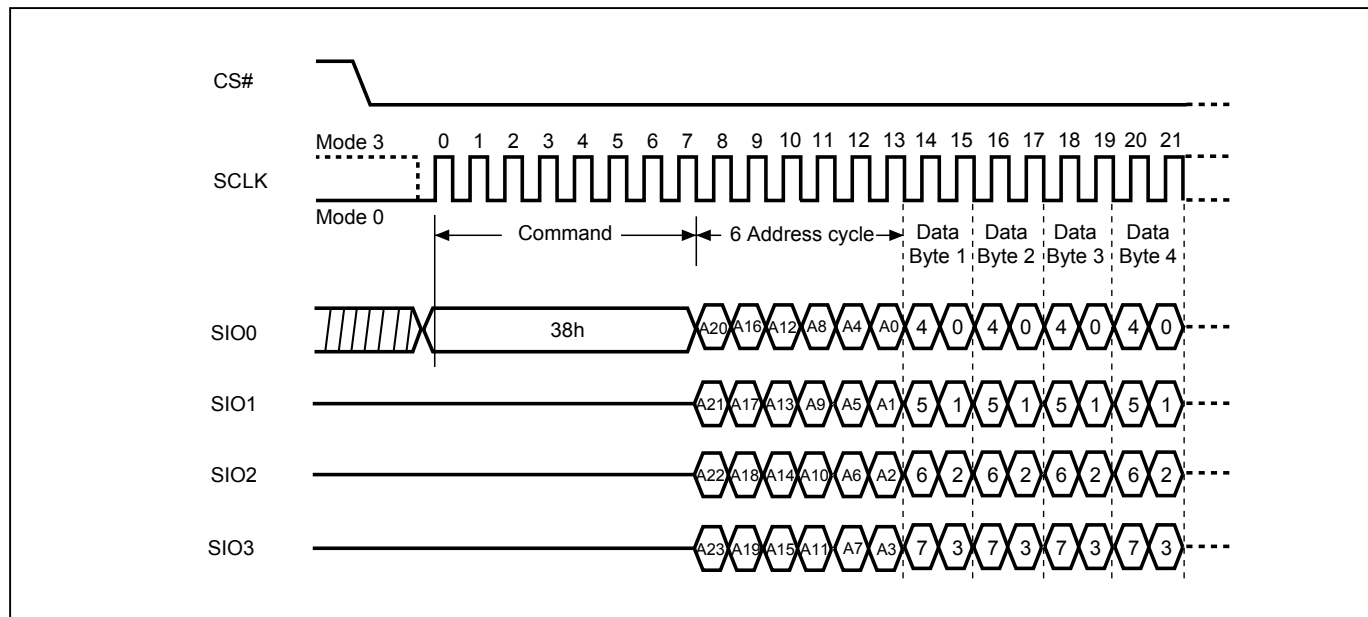 CS#
Mode 3
0 1 2 3 4 5 6 7 8 9 10 11 12 13 14 15 16 17 18 19 20 21
SCLK
Mode 0
Command
6 Address cycle
Data Byte 1
Data Byte 2
Data Byte 3
Data Byte 4
SIO0
38h
A20 A16 A12 A8 A4 A0 4 0 4 0 4 0 4 0
SIO1
A21 A17 A13 A9 A5 A1 5 1 5 1 5 1 5 1
SIO2
A22 A18 A14 A10 A6 A2 6 2 6 2 6 2 6 2
SIO3
A23 A19 A15 A11 A7 A3 7 3 7 3 7 3 7 3